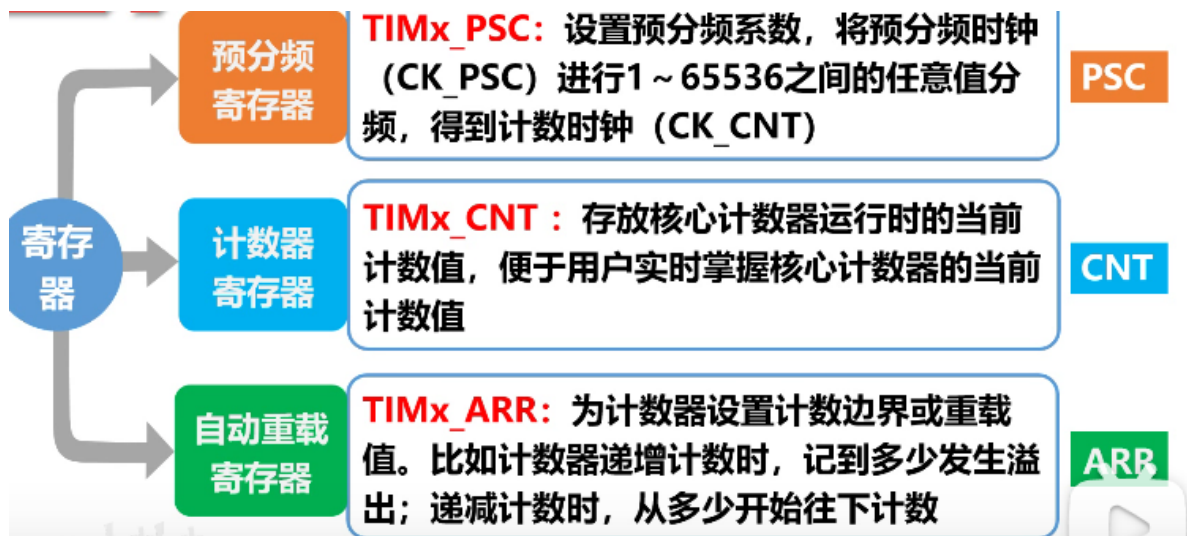 预分频
寄存器
TIMx_PSC：设置预分频系数，将预分频时钟
（CK_PSC）进行1～65536之间的任意值分
频，得到计数时钟（CK_CNT）
PSC
寄存
器
计数器
寄存器
TIMx_CNT ：存放核心计数器运行时的当前
计数值，便于用户实时掌握核心计数器的当前
计数值
CNT
自动重载
寄存器
TIMx_ARR：为计数器设置计数边界或重载
值。比如计数器递增计数时，记到多少发生溢
出；递减计数时，从多少开始往下计数
ARR